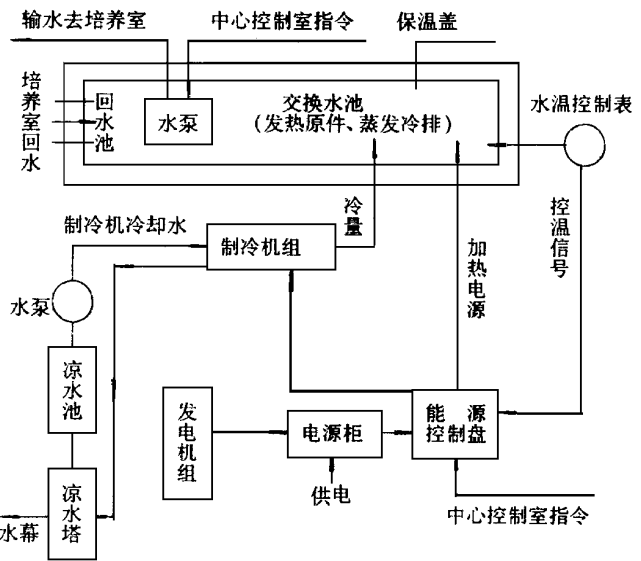 输水去培养室
中心控制室指令
保温盖
培养室回水
回水池
水泵
交换水池
(发热原件、蒸发冷排)
水温控制表
制冷机冷却水
冷量
制冷机组
加热电源
控温信号
水泵
凉水池
发电机组
电源柜
能源
控制盘
供电
凉水塔
水幕
中心控制室指令